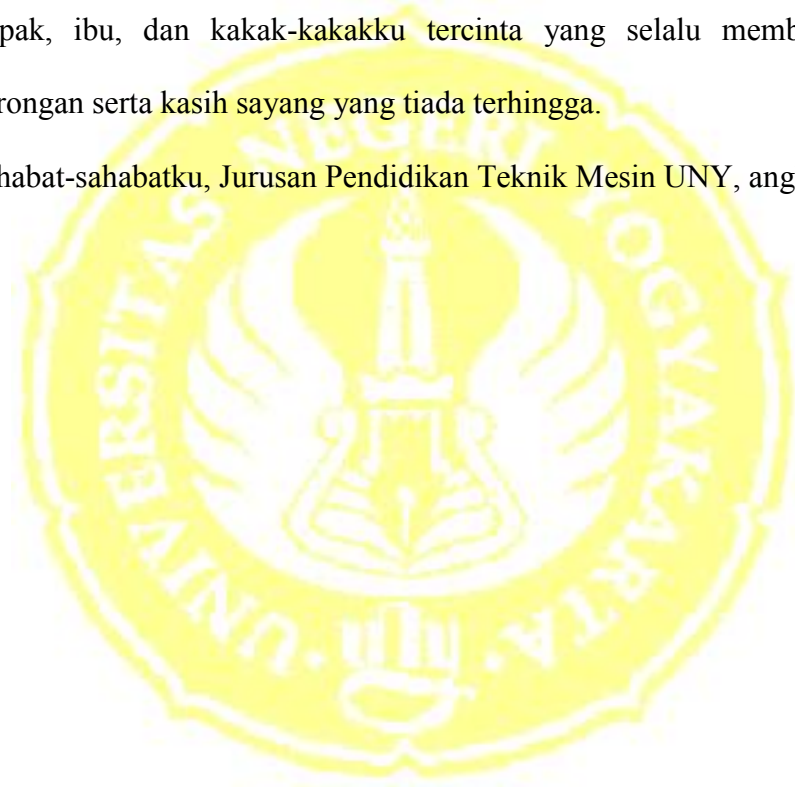 pak, ibu, dan kakak-kakakku tercinta yang selalu memb
rongan serta kasih sayang yang tiada terhingga.
habat-sahabatku, Jurusan Pendidikan Teknik Mesin UNY, ang
UNIVERSITAS NEGERI YOGYAKARTA